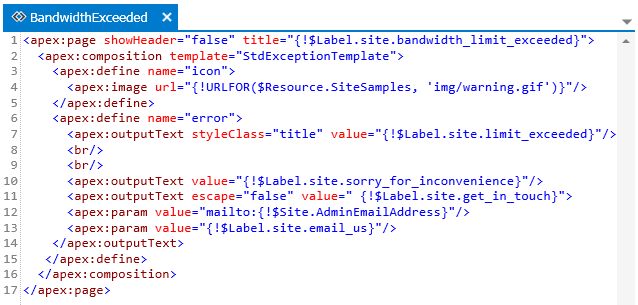 BandwidthExceeded ✕
1 <apex:page showHeader="false" title="{!$Label.site.bandwidth_limit_exceeded}">
2 <apex:composition template="StdExceptionTemplate">
3 <apex:define name="icon">
4 <apex:image url="{!URLFOR($Resource.SiteSamples, 'img/warning.gif')}"/>
5 </apex:define>
6 <apex:define name="error">
7 <apex:outputText styleClass="title" value="{!$Label.site.limit_exceeded}"/>
8 <br/>
9 <br/>
10 <apex:outputText value="{!$Label.site.sorry_for_inconvenience}"/>
11 <apex:outputText escape="false" value=" {!$Label.site.get_in_touch}">
12 <apex:param value="mailto:{!$Site.AdminEmailAddress}"/>
13 <apex:param value="{!$Label.site.email_us}"/>
14 </apex:outputText>
15 </apex:define>
16 </apex:composition>
17 </apex:page>